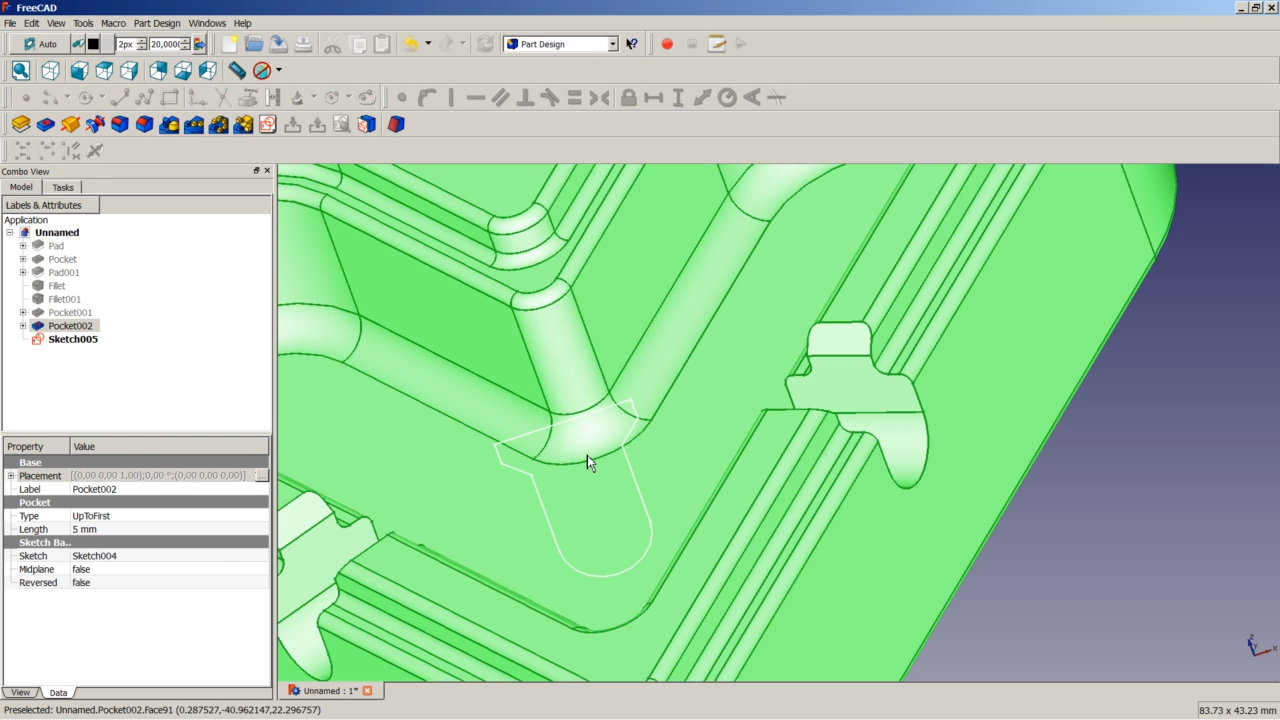 FreeCAD
File Edit View Tools Macro Part Design Windows Help
Auto 2px 20,0000 Part Design
Combo View
Model Tasks
Labels & Attributes
Application
Unnamed
Pad
Pocket
Pad001
Fillet
Fillet001
Pocket001
Pocket002
Sketch005
Property Value
Base
Placement [(0,00 0,00 1,00);0,00 °;(0,00 0,00 0,00)] ...
Label Pocket002
Pocket
Type UpToFirst
Length 5 mm
Sketch Ba..
Sketch Sketch004
Midplane false
Reversed false
View Data
Unnamed : 1*
Preselected: Unnamed.Pocket002.Face91 (0.287527,-40.962147,22.296757)
83.73 x 43.23 mm